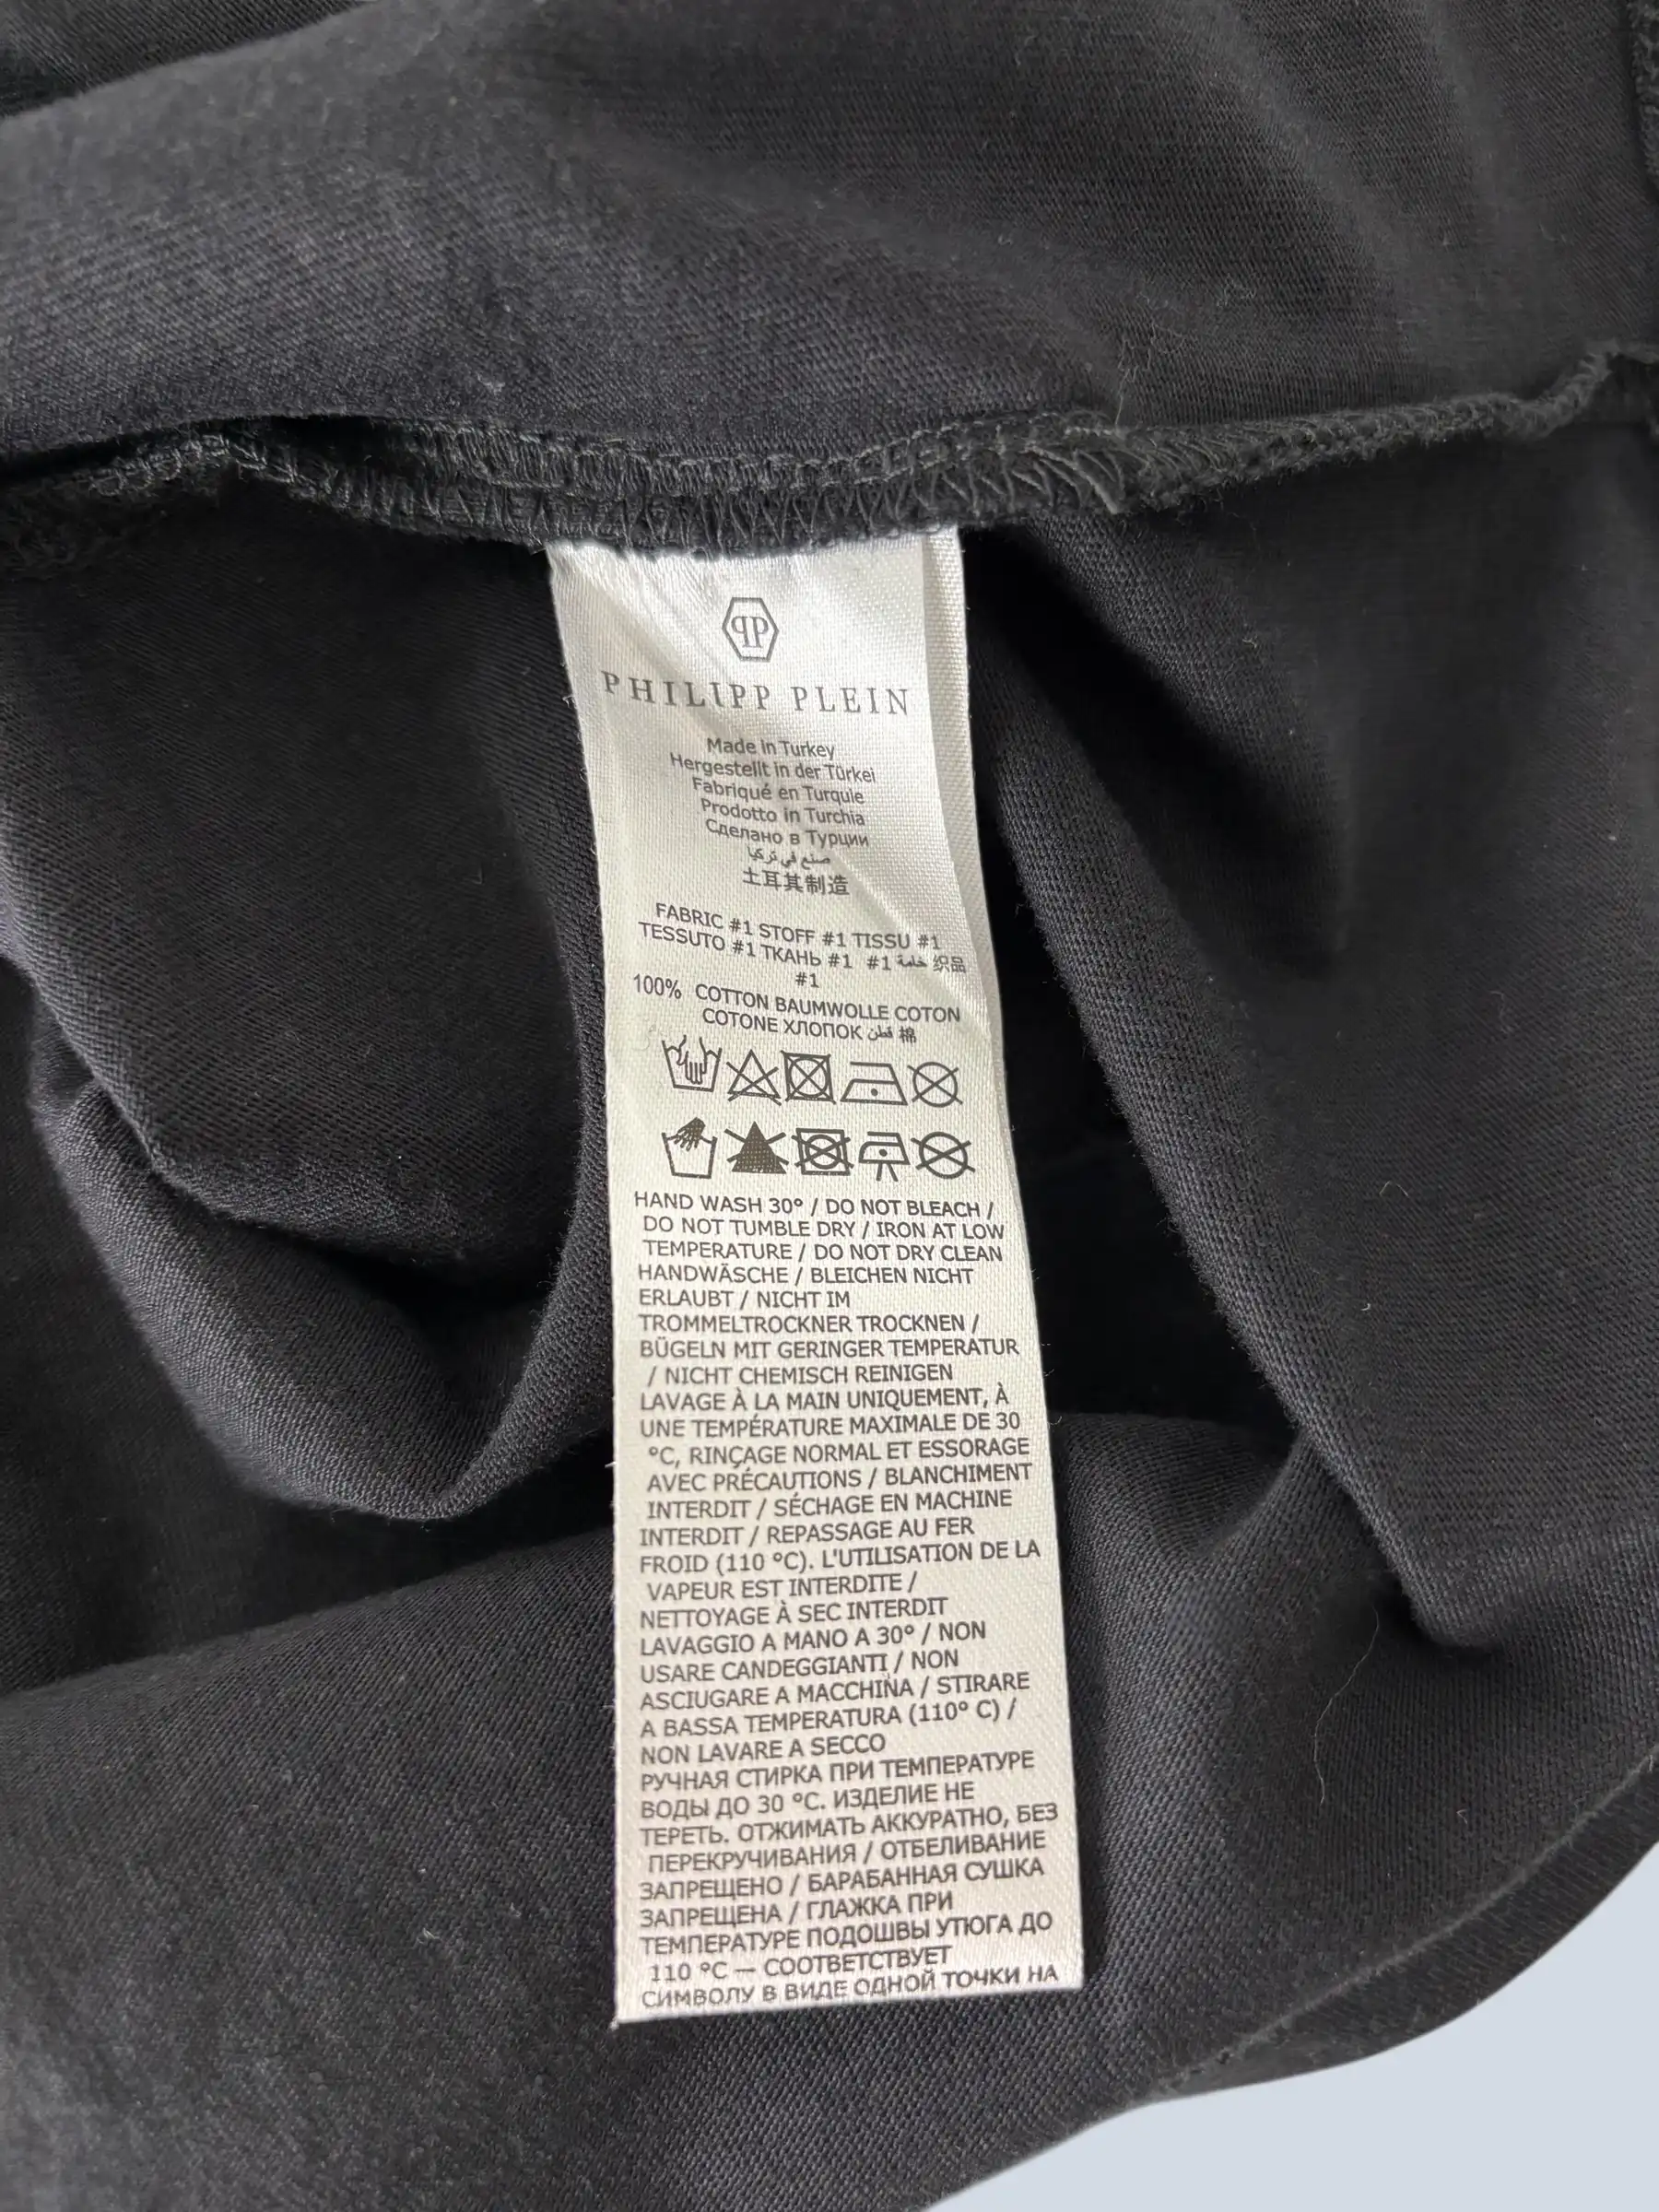 PHILIPP PLEIN
Made in Turkey
Hergestellt in der Türkei
Fabriqué en Turquie
Prodotto in Turchia
Сделано в Турции
صنع في تركيا
土耳其制造
FABRIC #1 STOFF #1 TISSU #1
TESSUTO #1 ТКАНЬ #1 #1 خامة 织品
#1
100% COTTON BAUMWOLLE COTON
COTONE ХЛОПОК قطن 棉
HAND WASH 30° / DO NOT BLEACH /
DO NOT TUMBLE DRY / IRON AT LOW
TEMPERATURE / DO NOT DRY CLEAN
HANDWÄSCHE / BLEICHEN NICHT
ERLAUBT / NICHT IM
TROMMELTROCKNER TROCKNEN /
BÜGELN MIT GERINGER TEMPERATUR
/ NICHT CHEMISCH REINIGEN
LAVAGE À LA MAIN UNIQUEMENT, À
UNE TEMPÉRATURE MAXIMALE DE 30
°C, RINÇAGE NORMAL ET ESSORAGE
AVEC PRÉCAUTIONS / BLANCHIMENT
INTERDIT / SÉCHAGE EN MACHINE
INTERDIT / REPASSAGE AU FER
FROID (110 °C). L'UTILISATION DE LA
VAPEUR EST INTERDITE /
NETTOYAGE À SEC INTERDIT
LAVAGGIO A MANO A 30° / NON
USARE CANDEGGIANTI / NON
ASCIUGARE A MACCHINA / STIRARE
A BASSA TEMPERATURA (110° C) /
NON LAVARE A SECCO
РУЧНАЯ СТИРКА ПРИ ТЕМПЕРАТУРЕ
ВОДЫ ДО 30 °C. ИЗДЕЛИЕ НЕ
ТЕРЕТЬ. ОТЖИМАТЬ АККУРАТНО, БЕЗ
ПЕРЕКРУЧИВАНИЯ / ОТБЕЛИВАНИЕ
ЗАПРЕЩЕНО / БАРАБАННАЯ СУШКА
ЗАПРЕЩЕНА / ГЛАЖКА ПРИ
ТЕМПЕРАТУРЕ ПОДОШВЫ УТЮГА ДО
110 °C — СООТВЕТСТВУЕТ
СИМВОЛУ В ВИДЕ ОДНОЙ ТОЧКИ НА